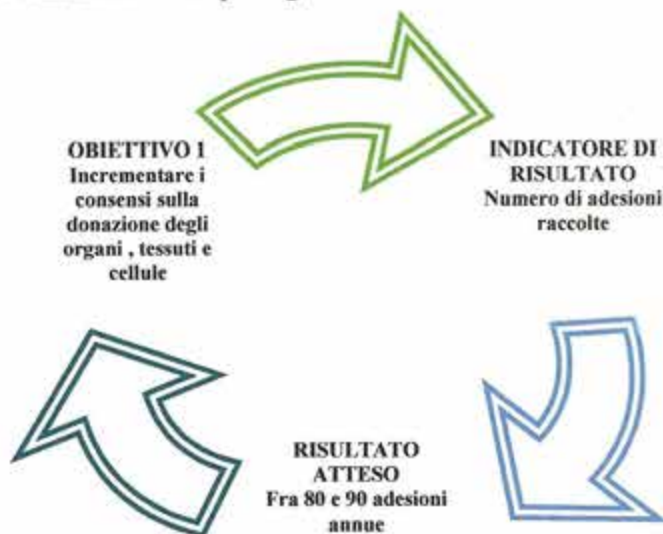 OBIETTIVO 1
Incrementare i
consensi sulla
donazione degli
organi , tessuti e
cellule
INDICATORE DI
RISULTATO
Numero di adesioni
raccolte
RISULTATO
ATTESO
Fra 80 e 90 adesioni
annue